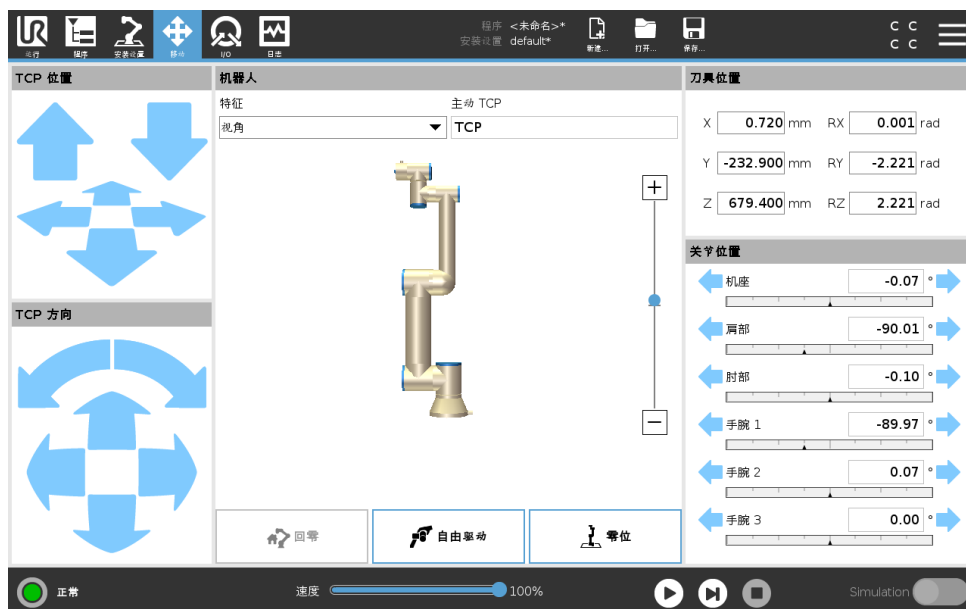 UR
程序 <未命名>*
安装设置 default*
C C
C C
运行 程序 安装设置 移动 I/O 日志 新建... 打开... 保存...
TCP 位置
机器人
刀具位置
特征
主动 TCP
视角
TCP
X 0.720 mm RX 0.001 rad
Y -232.900 mm RY -2.221 rad
Z 679.400 mm RZ 2.221 rad
关节位置
机座 -0.07 °
TCP 方向
肩部 -90.01 °
肘部 -0.10 °
手腕 1 -89.97 °
手腕 2 0.07 °
手腕 3 0.00 °
回零
自由驱动
零位
正常
速度 100%
Simulation